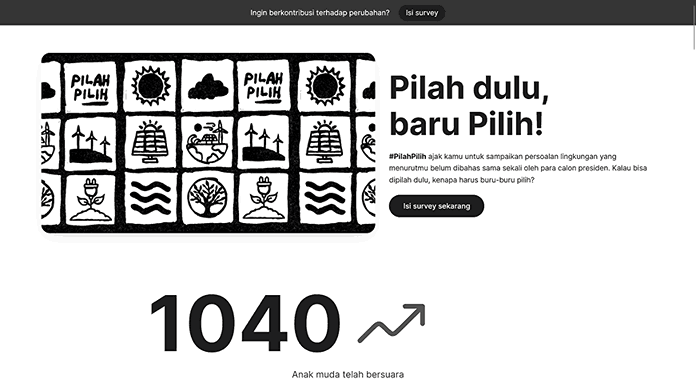 Ingin berkontribusi terhadap perubahan? Isi survey
PILAH PILIH
PILAH PILIH
Pilah dulu,
baru Pilih!
#PilahPilih ajak kamu untuk sampaikan persoalan lingkungan yang
menurutmu belum dibahas sama sekali oleh para calon presiden. Kalau bisa
dipilah dulu, kenapa harus buru-buru pilih?
Isi survey sekarang
1040
Anak muda telah bersuara